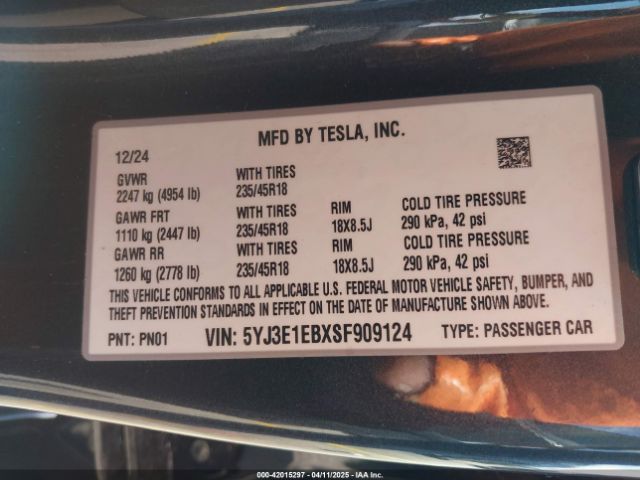 MFD BY TESLA, INC.
12/24
GVWR WITH TIRES
2247 kg (4954 lb) 235/45R18
GAWR FRT WITH TIRES RIM COLD TIRE PRESSURE
1110 kg (2447 lb) 235/45R18 18X8.5J 290 kPa, 42 psi
GAWR RR WITH TIRES RIM COLD TIRE PRESSURE
1260 kg (2778 lb) 235/45R18 18X8.5J 290 kPa, 42 psi
THIS VEHICLE CONFORMS TO ALL APPLICABLE U.S. FEDERAL MOTOR VEHICLE SAFETY, BUMPER, AND
THEFT PREVENTION STANDARDS IN EFFECT ON THE DATE OF MANUFACTURE SHOWN ABOVE.
PNT: PN01 VIN: 5YJ3E1EBXSF909124 TYPE: PASSENGER CAR
000-42015297 - 04/11/2025 - IAA Inc.